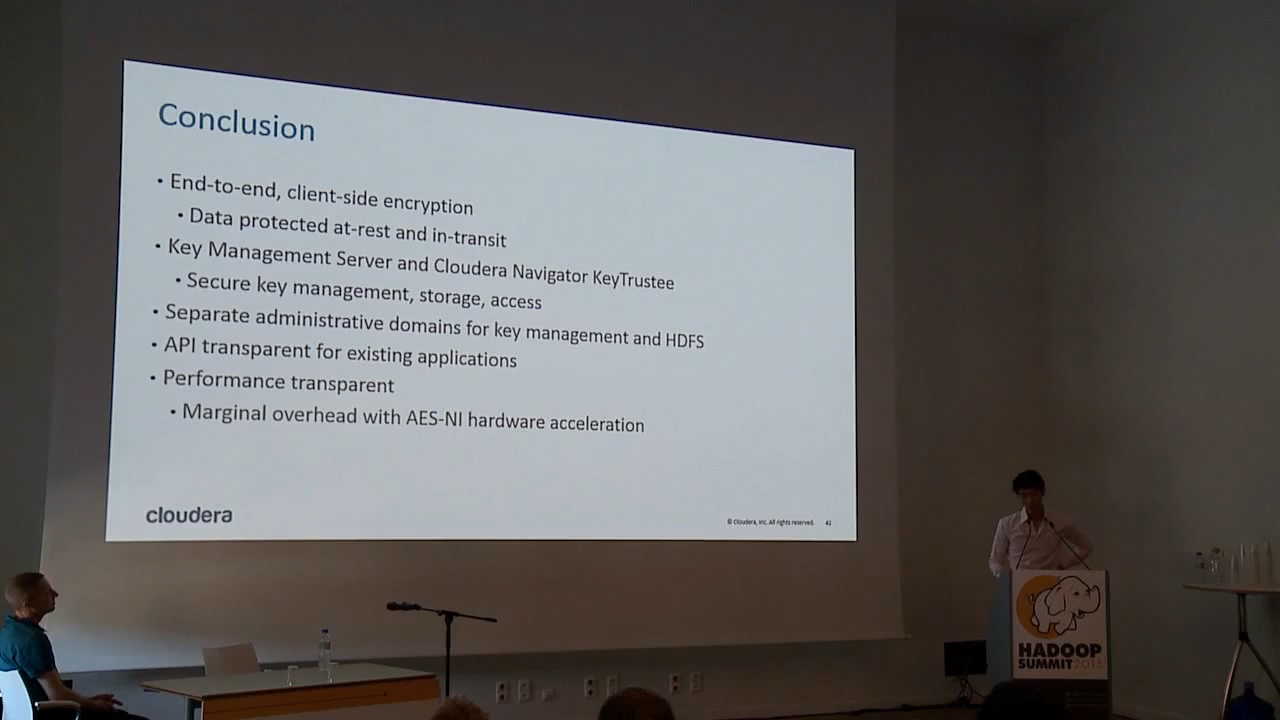 Conclusion
• End-to-end, client-side encryption
• Data protected at-rest and in-transit
• Key Management Server and Cloudera Navigator KeyTrustee
• Secure key management, storage, access
• Separate administrative domains for key management and HDFS
• API transparent for existing applications
• Performance transparent
• Marginal overhead with AES-NI hardware acceleration
cloudera
© Cloudera, Inc. All rights reserved. 42
HADOOP
SUMMIT 2015